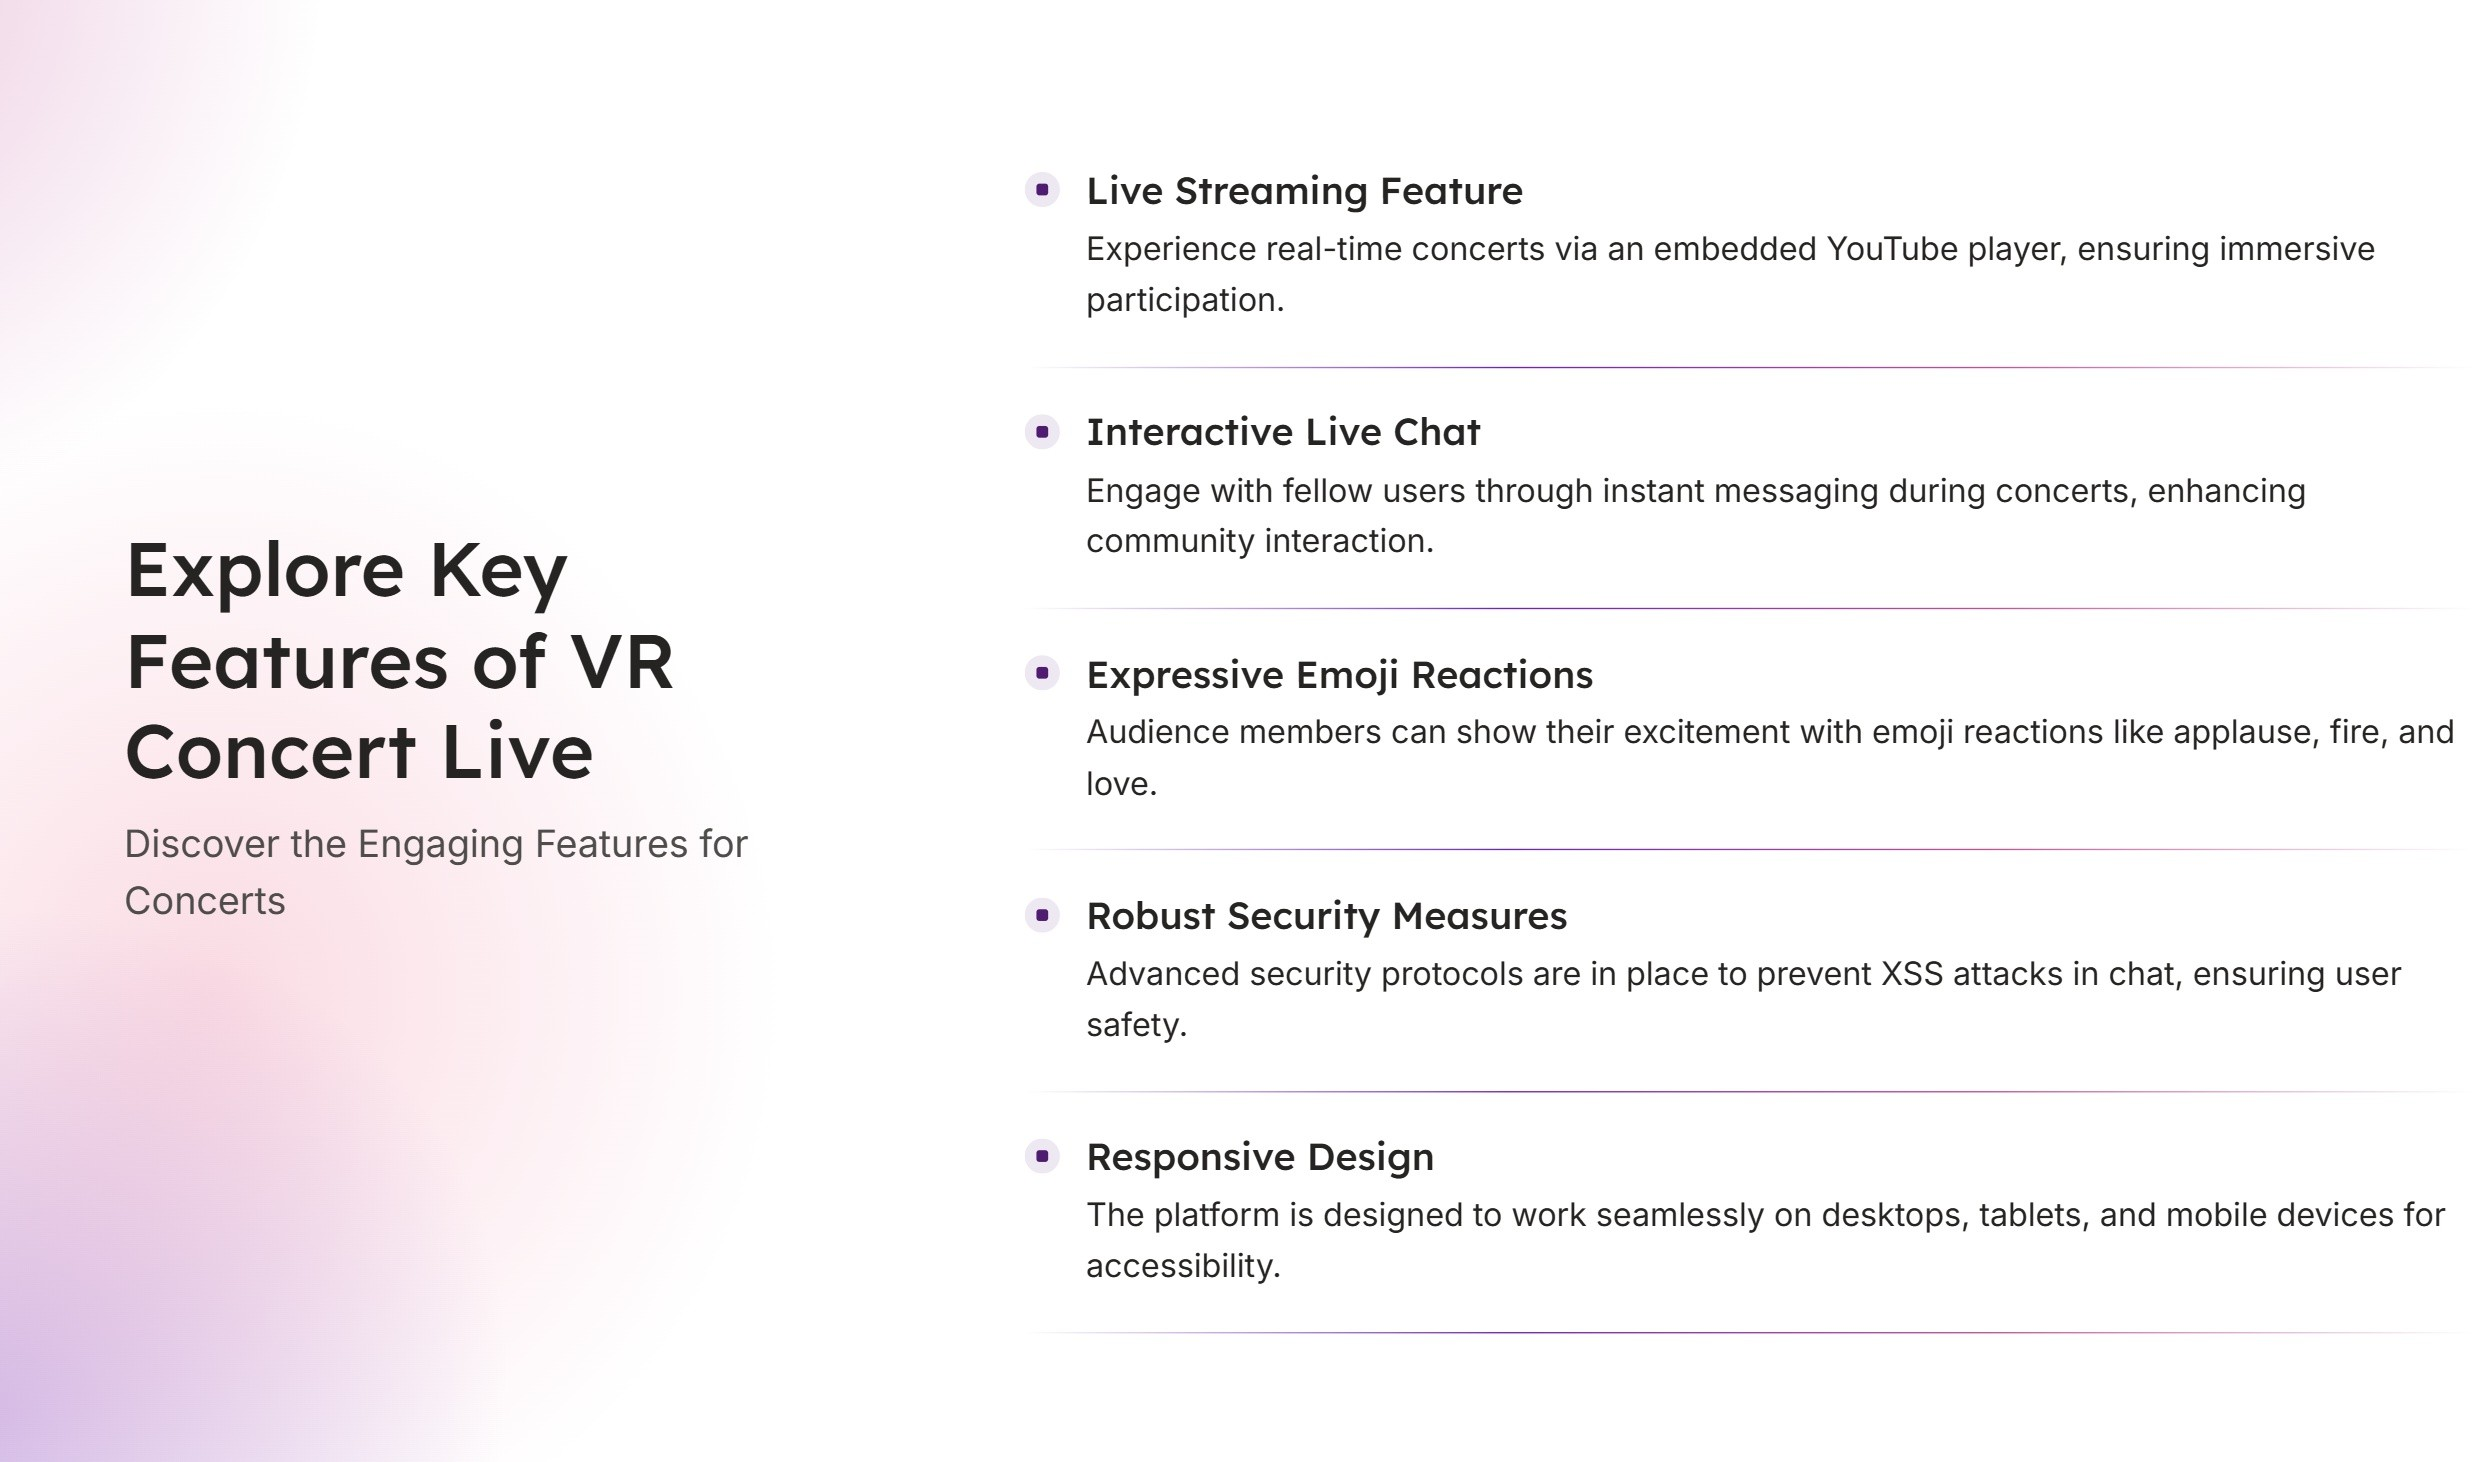 Explore Key
Features of VR
Concert Live
Discover the Engaging Features for
Concerts
Live Streaming Feature
Experience real-time concerts via an embedded YouTube player, ensuring immersive
participation.
Interactive Live Chat
Engage with fellow users through instant messaging during concerts, enhancing
community interaction.
Expressive Emoji Reactions
Audience members can show their excitement with emoji reactions like applause, fire, and
love.
Robust Security Measures
Advanced security protocols are in place to prevent XSS attacks in chat, ensuring user
safety.
Responsive Design
The platform is designed to work seamlessly on desktops, tablets, and mobile devices for
accessibility.